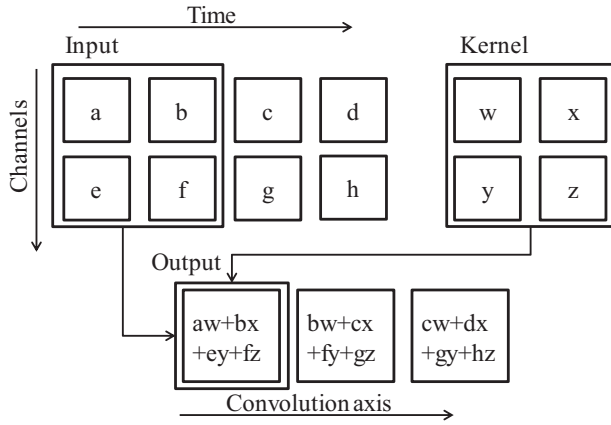 Time
Input
Kernel
Channels
a b c d
w x
e f g h
y z
Output
aw+bx
+ey+fz
bw+cx
+fy+gz
cw+dx
+gy+hz
Convolution axis